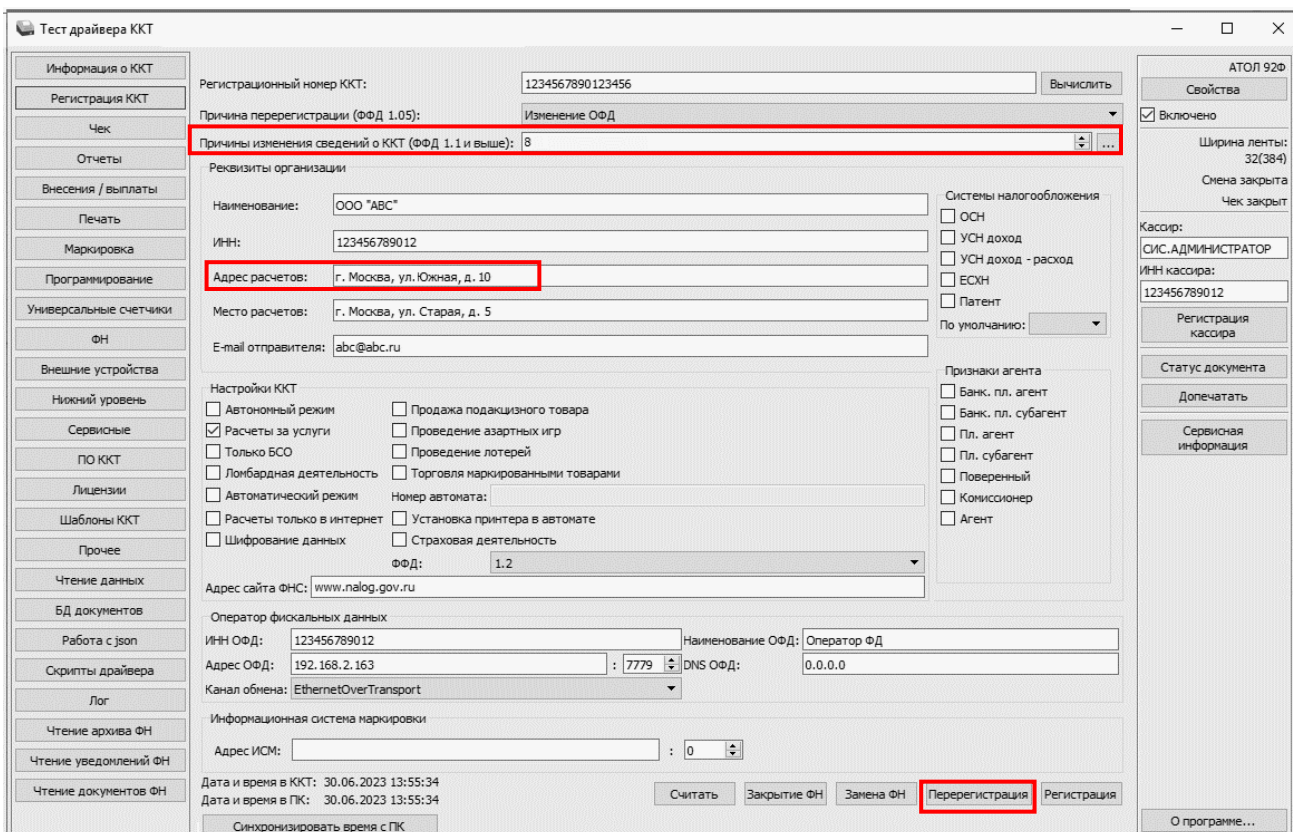 Тест драйвера ККТ
Информация о ККТ
Регистрация ККТ
Чек
Отчеты
Внесения / выплаты
Печать
Маркировка
Программирование
Универсальные счетчики
ФН
Внешние устройства
Нижний уровень
Сервисные
ПО ККТ
Лицензии
Шаблоны ККТ
Прочее
Чтение данных
БД документов
Работа с json
Скрипты драйвера
Лог
Чтение архива ФН
Чтение уведомлений ФН
Чтение документов ФН
Регистрационный номер ККТ: 1234567890123456 Вычислить
Причина перерегистрации (ФФД 1.05): Изменение ОФД
Причины изменения сведений о ККТ (ФФД 1.1 и выше): 8 ...
Реквизиты организации
Наименование: ООО "АВС"
ИНН: 123456789012
Адрес расчетов: г. Москва, ул. Южная, д. 10
Место расчетов: г. Москва, ул. Старая, д. 5
E-mail отправителя: abc@abc.ru
Системы налогообложения
ОСН
УСН доход
УСН доход - расход
ЕСХН
Патент
По умолчанию:
Настройки ККТ
Автономный режим Продажа подакцизного товара
Расчеты за услуги Проведение азартных игр
Только БСО Проведение лотерей
Ломбардная деятельность Торговля маркированными товарами
Автоматический режим Номер автомата:
Расчеты только в интернет Установка принтера в автомате
Шифрование данных Страховая деятельность
ФФД: 1.2
Адрес сайта ФНС: www.nalog.gov.ru
Признаки агента
Банк. пл. агент
Банк. пл. субагент
Пл. агент
Пл. субагент
Поверенный
Комиссионер
Агент
Оператор фискальных данных
ИНН ОФД: 123456789012 Наименование ОФД: Оператор ФД
Адрес ОФД: 192.168.2.163 : 7779 DNS ОФД: 0.0.0.0
Канал обмена: EthernetOverTransport
Информационная система маркировки
Адрес ИСМ: : 0
Дата и время в ККТ: 30.06.2023 13:55:34
Дата и время в ПК: 30.06.2023 13:55:34
Считать Закрытие ФН Замена ФН Перерегистрация Регистрация
Синхронизировать время с ПК
АТОЛ 92Ф
Свойства
Включено
Ширина ленты:
32(384)
Смена закрыта
Чек закрыт
Кассир:
СИС.АДМИНИСТРАТОР
ИНН кассира:
123456789012
Регистрация
кассира
Статус документа
Допечатать
Сервисная
информация
О программе...